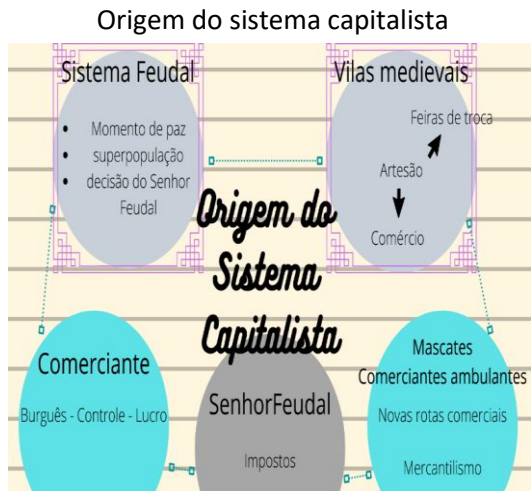 Origem do sistema capitalista
Sistema Feudal
Momento de paz
superpopulação
decisão do Senhor
Feudal
Vilas medievais
Feiras de troca
Artesão
Comércio
Origem do
Sistema
Capitalista
Comerciante
Burguês - Controle - Lucro
SenhorFeudal
Impostos
Mascates
Comerciantes ambulantes
Novas rotas comerciais
Mercantilismo